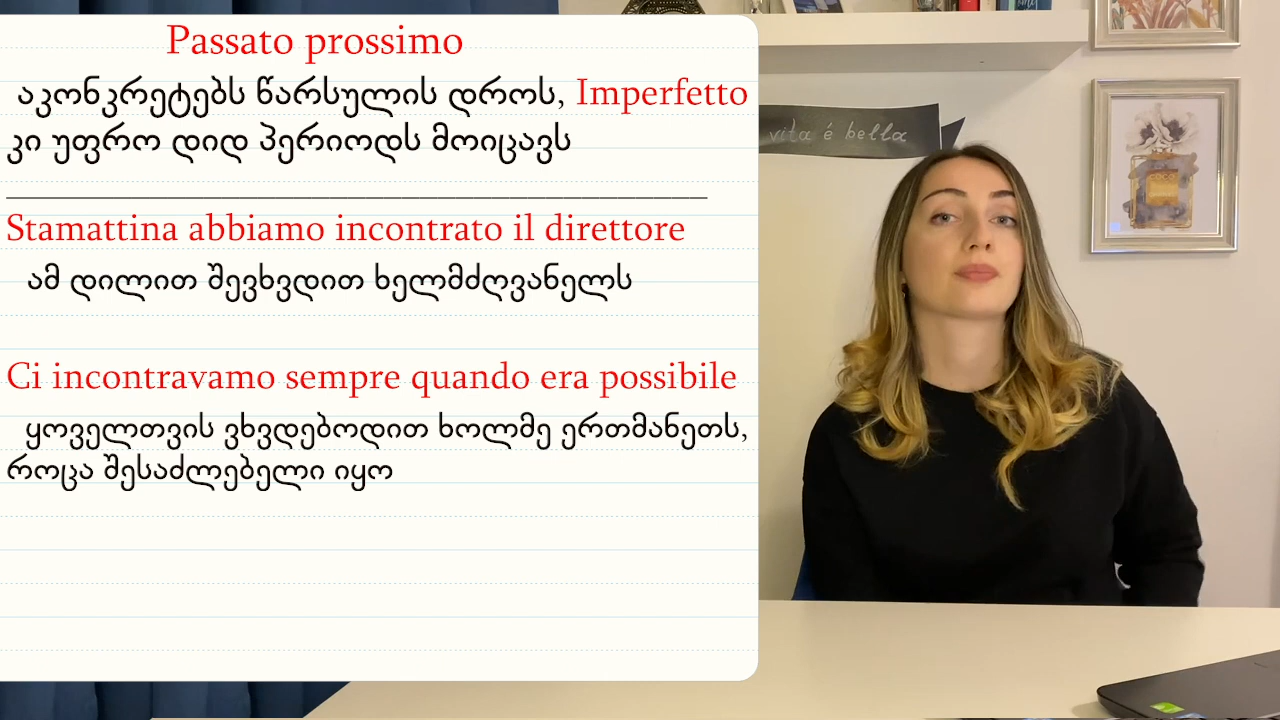 Passato prossimo
აკონკრეტებს წარსულის დროს, Imperfetto
კი უფრო დიდ პერიოდს მოიცავს
Stamattina abbiamo incontrato il direttore
ამ დილით შევხვდით ხელმძღვანელს
Ci incontravamo sempre quando era possibile
ყოველთვის ვხვდებოდით ხოლმე ერთმანეთს,
როცა შესაძლებელი იყო
vita é bella